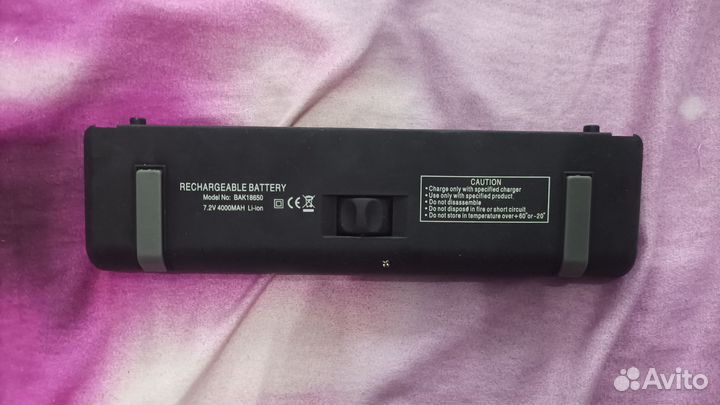 RECHARGEABLE BATTERY
Model No: BAK18650
7.2V 4000MAH Li-ion
CE
CAUTION
• Charge only with specified charger
• Use only with specified product.
• Do not disassemble
• Do not dispose in fire or short circuit
• Do not store in temperature over+60°or -20°
Avito